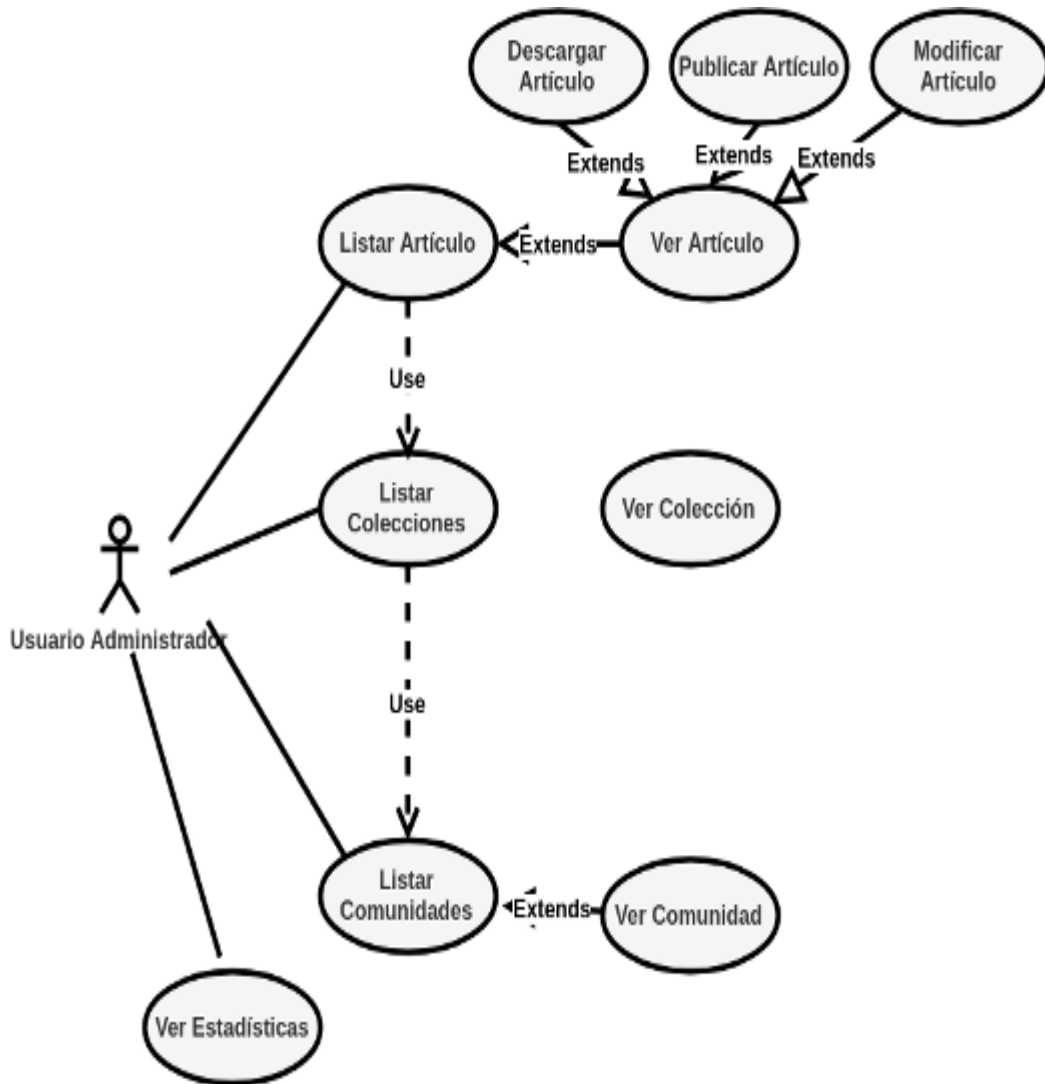 Descargar
Artículo
Publicar Artículo
Modificar
Artículo
Extends
Extends
Extends
Listar Artículo
Extends
Ver Artículo
Use
Listar
Colecciones
Ver Colección
Usuario Administrador
Use
Listar
Comunidades
Extends
Ver Comunidad
Ver Estadísticas